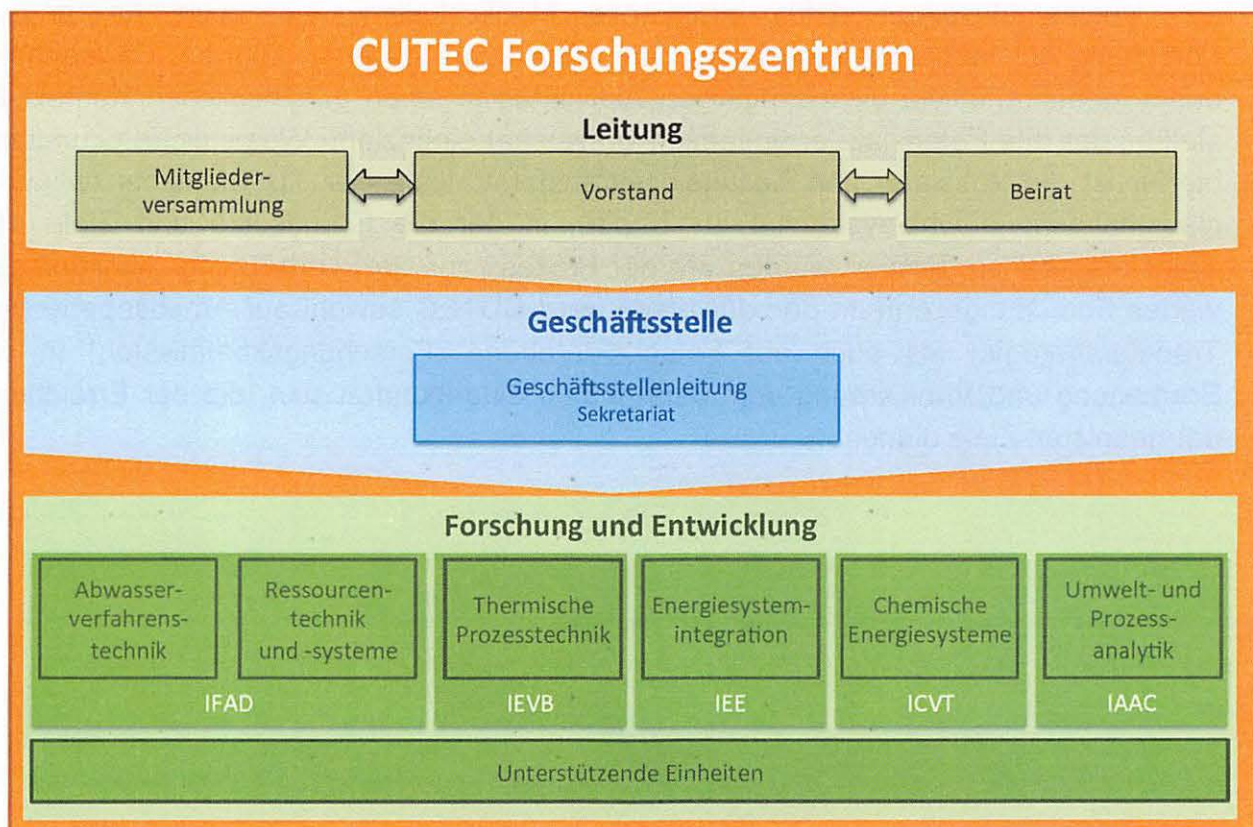 CUTEC Forschungszentrum
Leitung
Mitglieder-
versammlung
Vorstand
Beirat
Geschäftsstelle
Geschäftsstellenleitung
Sekretariat
Forschung und Entwicklung
Abwasser-
verfahrens-
technik
Ressourcen-
technik
und -systeme
IFAD
Thermische
Prozesstechnik
IEVB
Energiesystem-
integration
IEE
Chemische
Energiesysteme
ICVT
Umwelt- und
Prozess-
analytik
IAAC
Unterstützende Einheiten